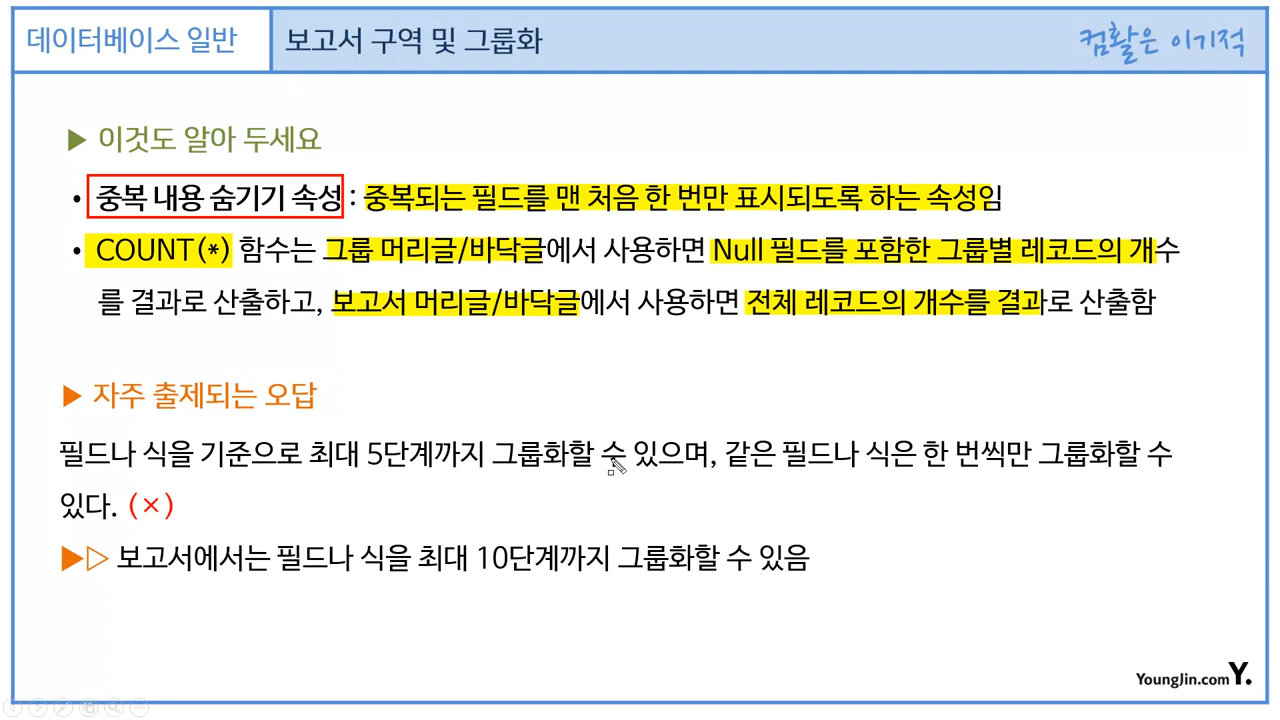 데이터베이스 일반
보고서 구역 및 그룹화
컴활은 이기적
▶ 이것도 알아 두세요
• 중복 내용 숨기기 속성 : 중복되는 필드를 맨 처음 한 번만 표시되도록 하는 속성임
• COUNT(*) 함수는 그룹 머리글/바닥글에서 사용하면 Null 필드를 포함한 그룹별 레코드의 개수
를 결과로 산출하고, 보고서 머리글/바닥글에서 사용하면 전체 레코드의 개수를 결과로 산출함
▶ 자주 출제되는 오답
필드나 식을 기준으로 최대 5단계까지 그룹화할 수 있으며, 같은 필드나 식은 한 번씩만 그룹화할 수
있다. (×)
▶▷ 보고서에서는 필드나 식을 최대 10단계까지 그룹화할 수 있음
YoungJin.com Y.